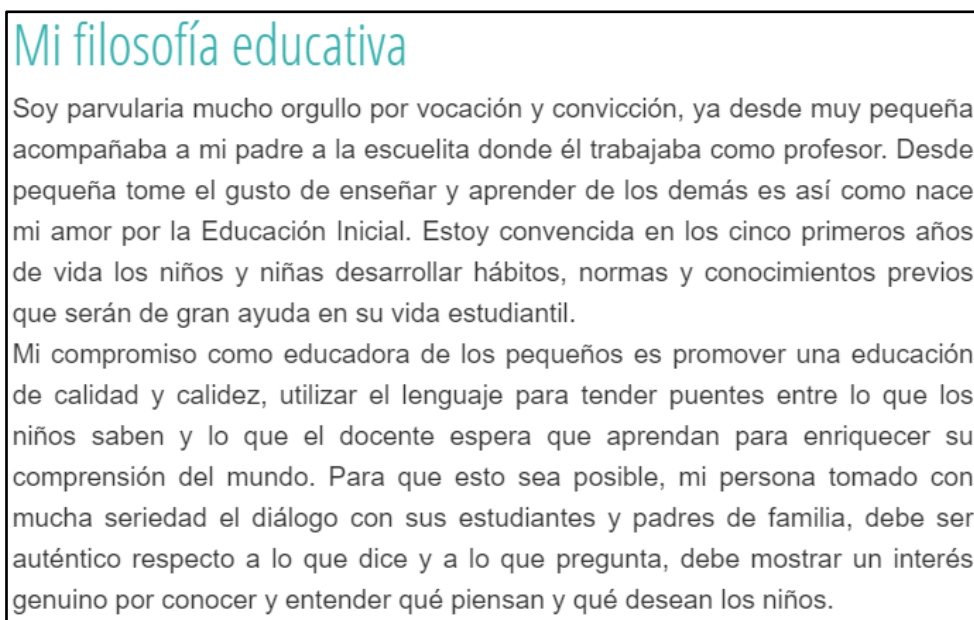 Mi filosofía educativa
Soy parvularia mucho orgullo por vocación y convicción, ya desde muy pequeña
acompañaba a mi padre a la escuelita donde él trabajaba como profesor. Desde
pequeña tome el gusto de enseñar y aprender de los demás es así como nace
mi amor por la Educación Inicial. Estoy convencida en los cinco primeros años
de vida los niños y niñas desarrollar hábitos, normas y conocimientos previos
que serán de gran ayuda en su vida estudiantil.
Mi compromiso como educadora de los pequeños es promover una educación
de calidad y calidez, utilizar el lenguaje para tender puentes entre lo que los
niños saben y lo que el docente espera que aprendan para enriquecer su
comprensión del mundo. Para que esto sea posible, mi persona tomado con
mucha seriedad el diálogo con sus estudiantes y padres de familia, debe ser
auténtico respecto a lo que dice y a lo que pregunta, debe mostrar un interés
genuino por conocer y entender qué piensan y qué desean los niños.